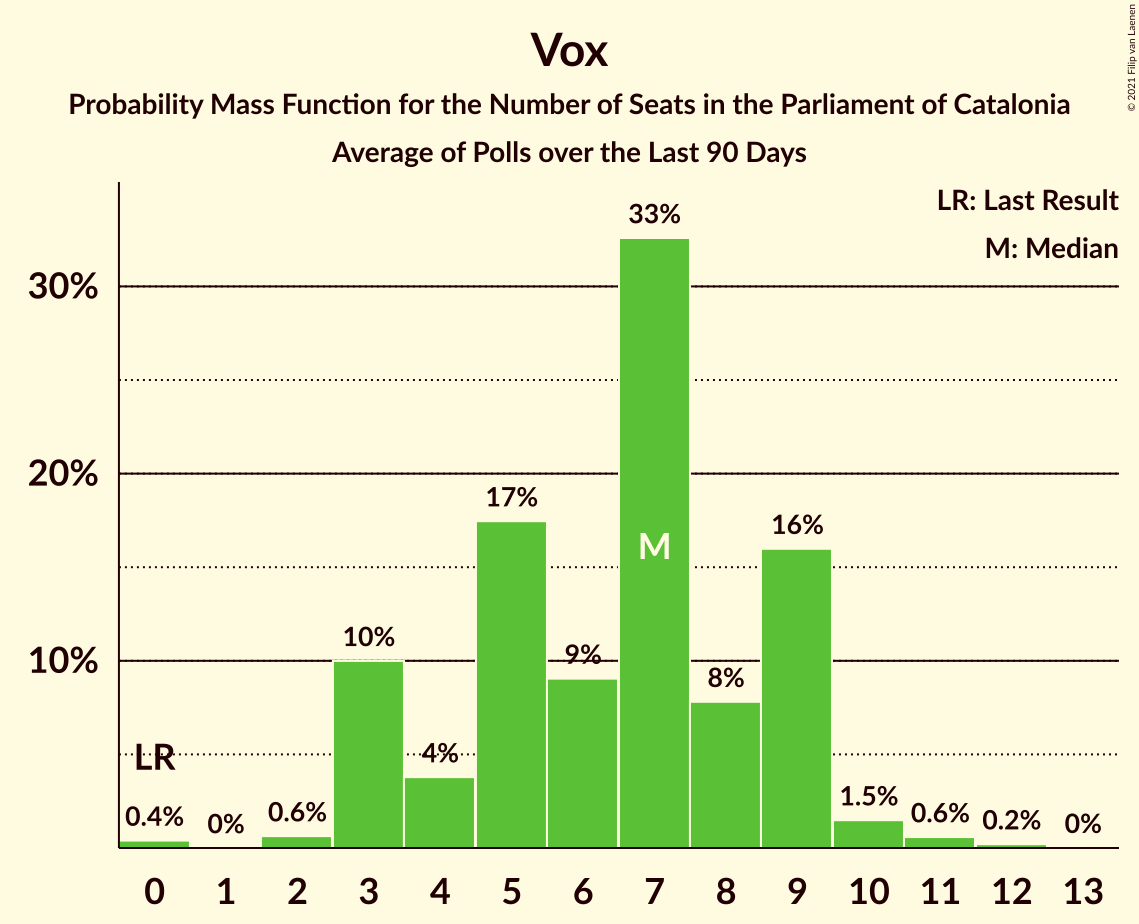 Vox
Probability Mass Function for the Number of Seats in the Parliament of Catalonia
Average of Polls over the Last 90 Days
© 2021 Filip van Laenen
LR: Last Result
M: Median
30%
20%
10%
LR
0.4%
0%
0.6%
10%
4%
17%
9%
33%
M
8%
16%
1.5%
0.6%
0.2%
0%
0 1 2 3 4 5 6 7 8 9 10 11 12 13